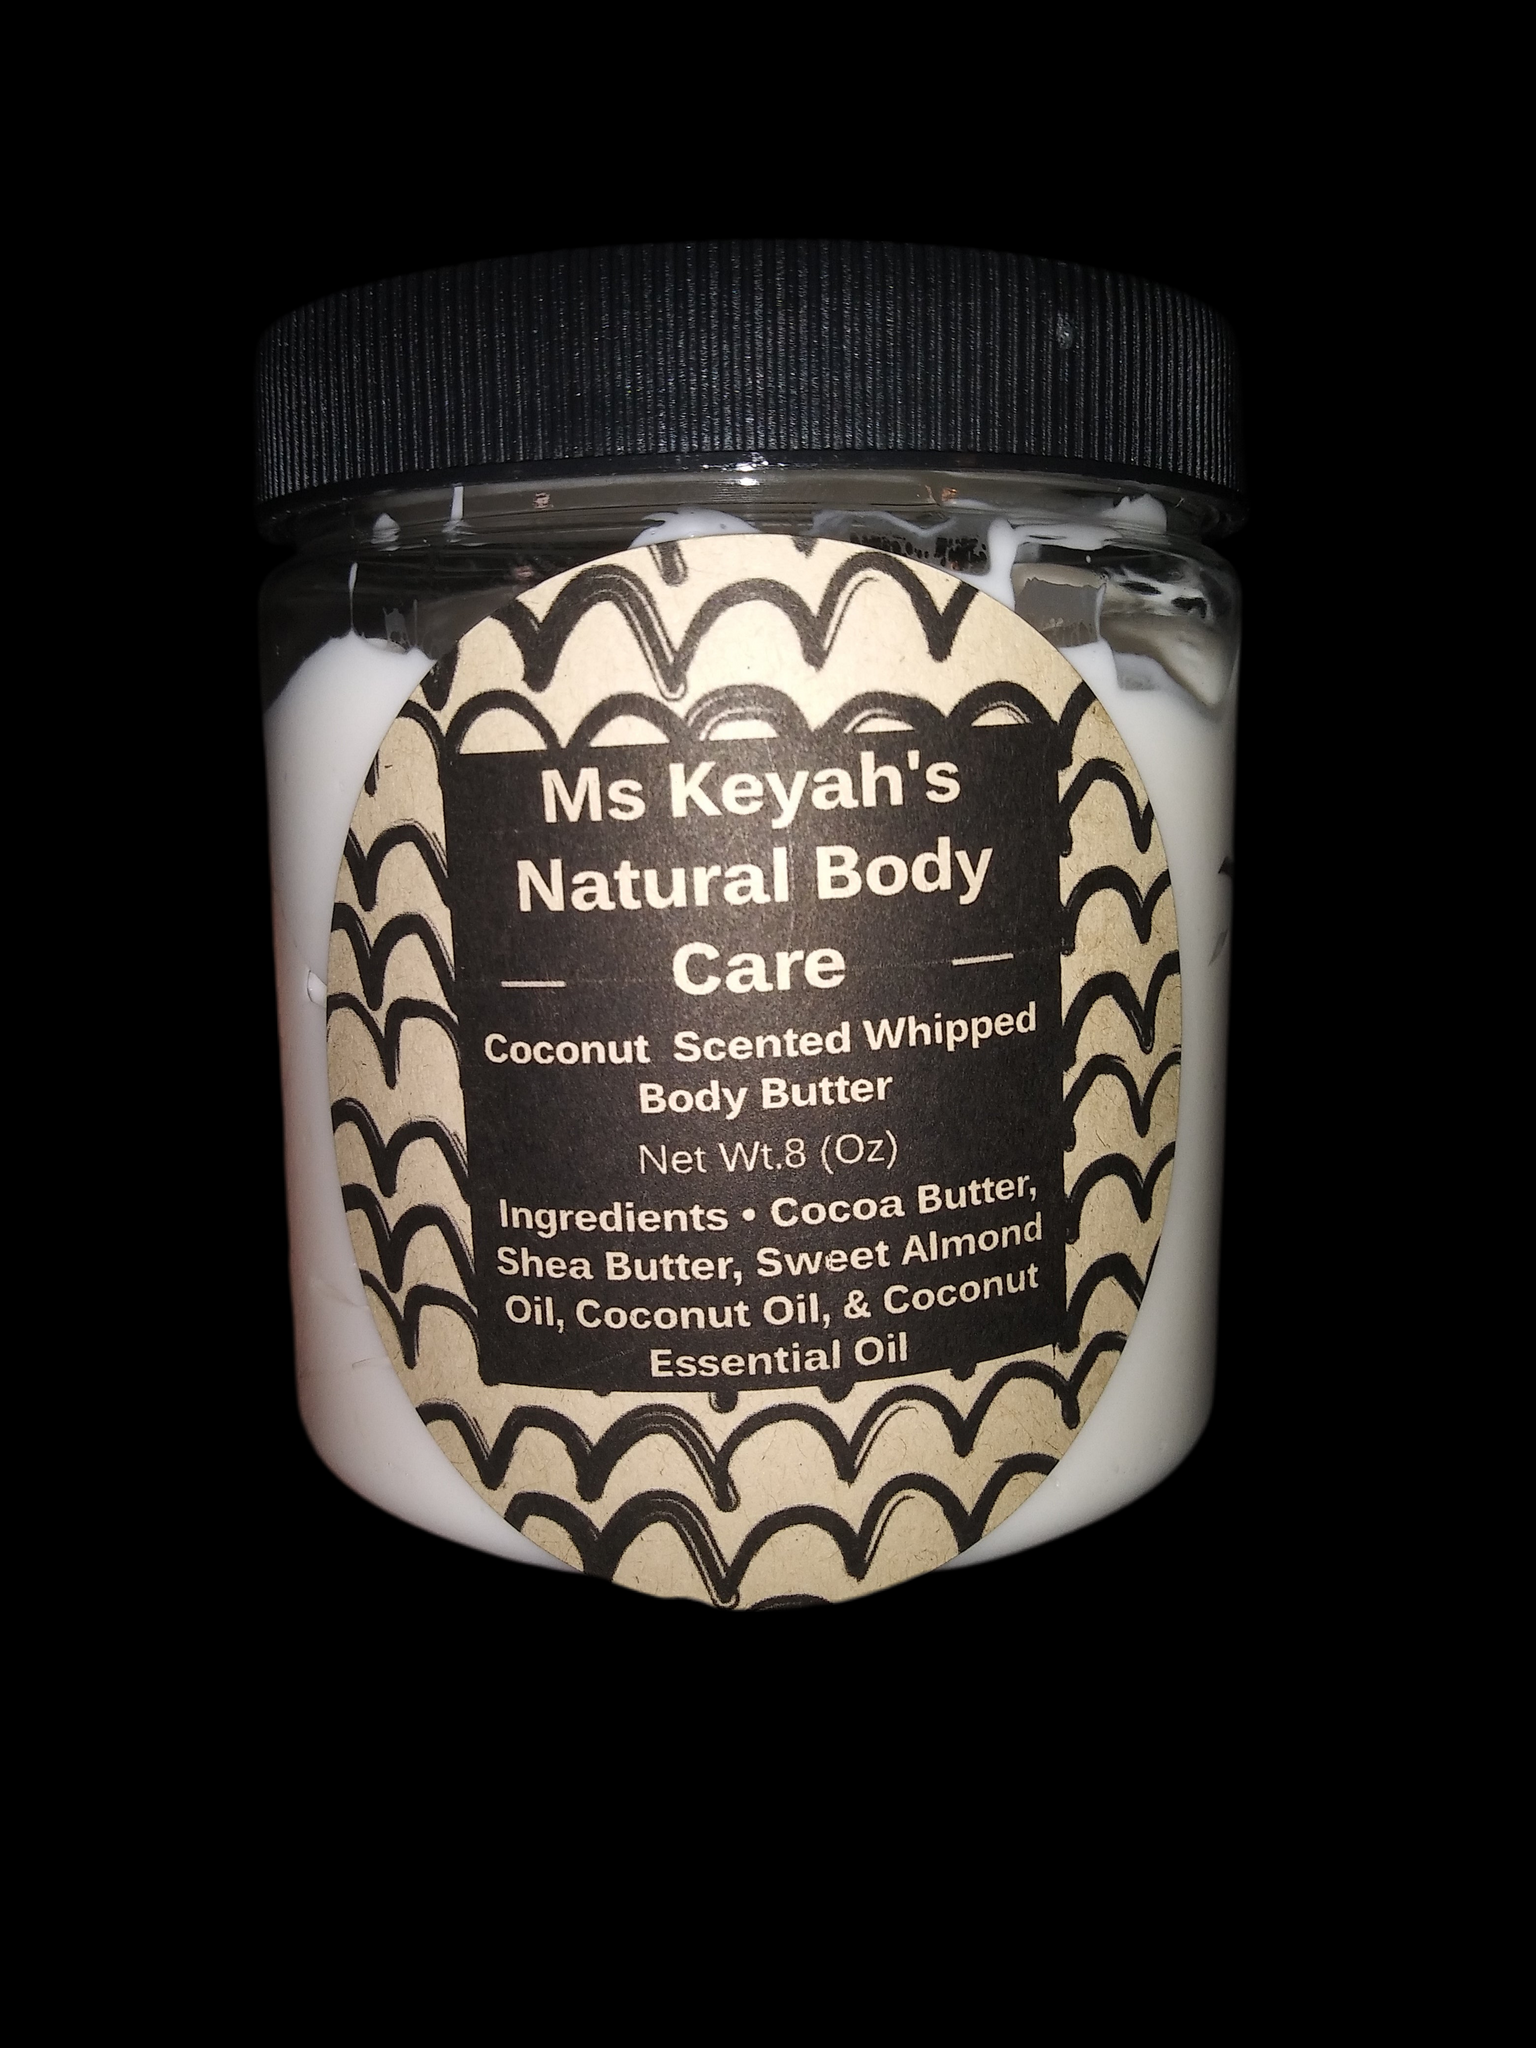 Ms Keyah's
Natural Body
Care
Coconut Scented Whipped
Body Butter
Net Wt.8 (Oz)
Ingredients • Cocoa Butter,
Shea Butter, Sweet Almond
Oil, Coconut Oil, & Coconut
Essential Oil